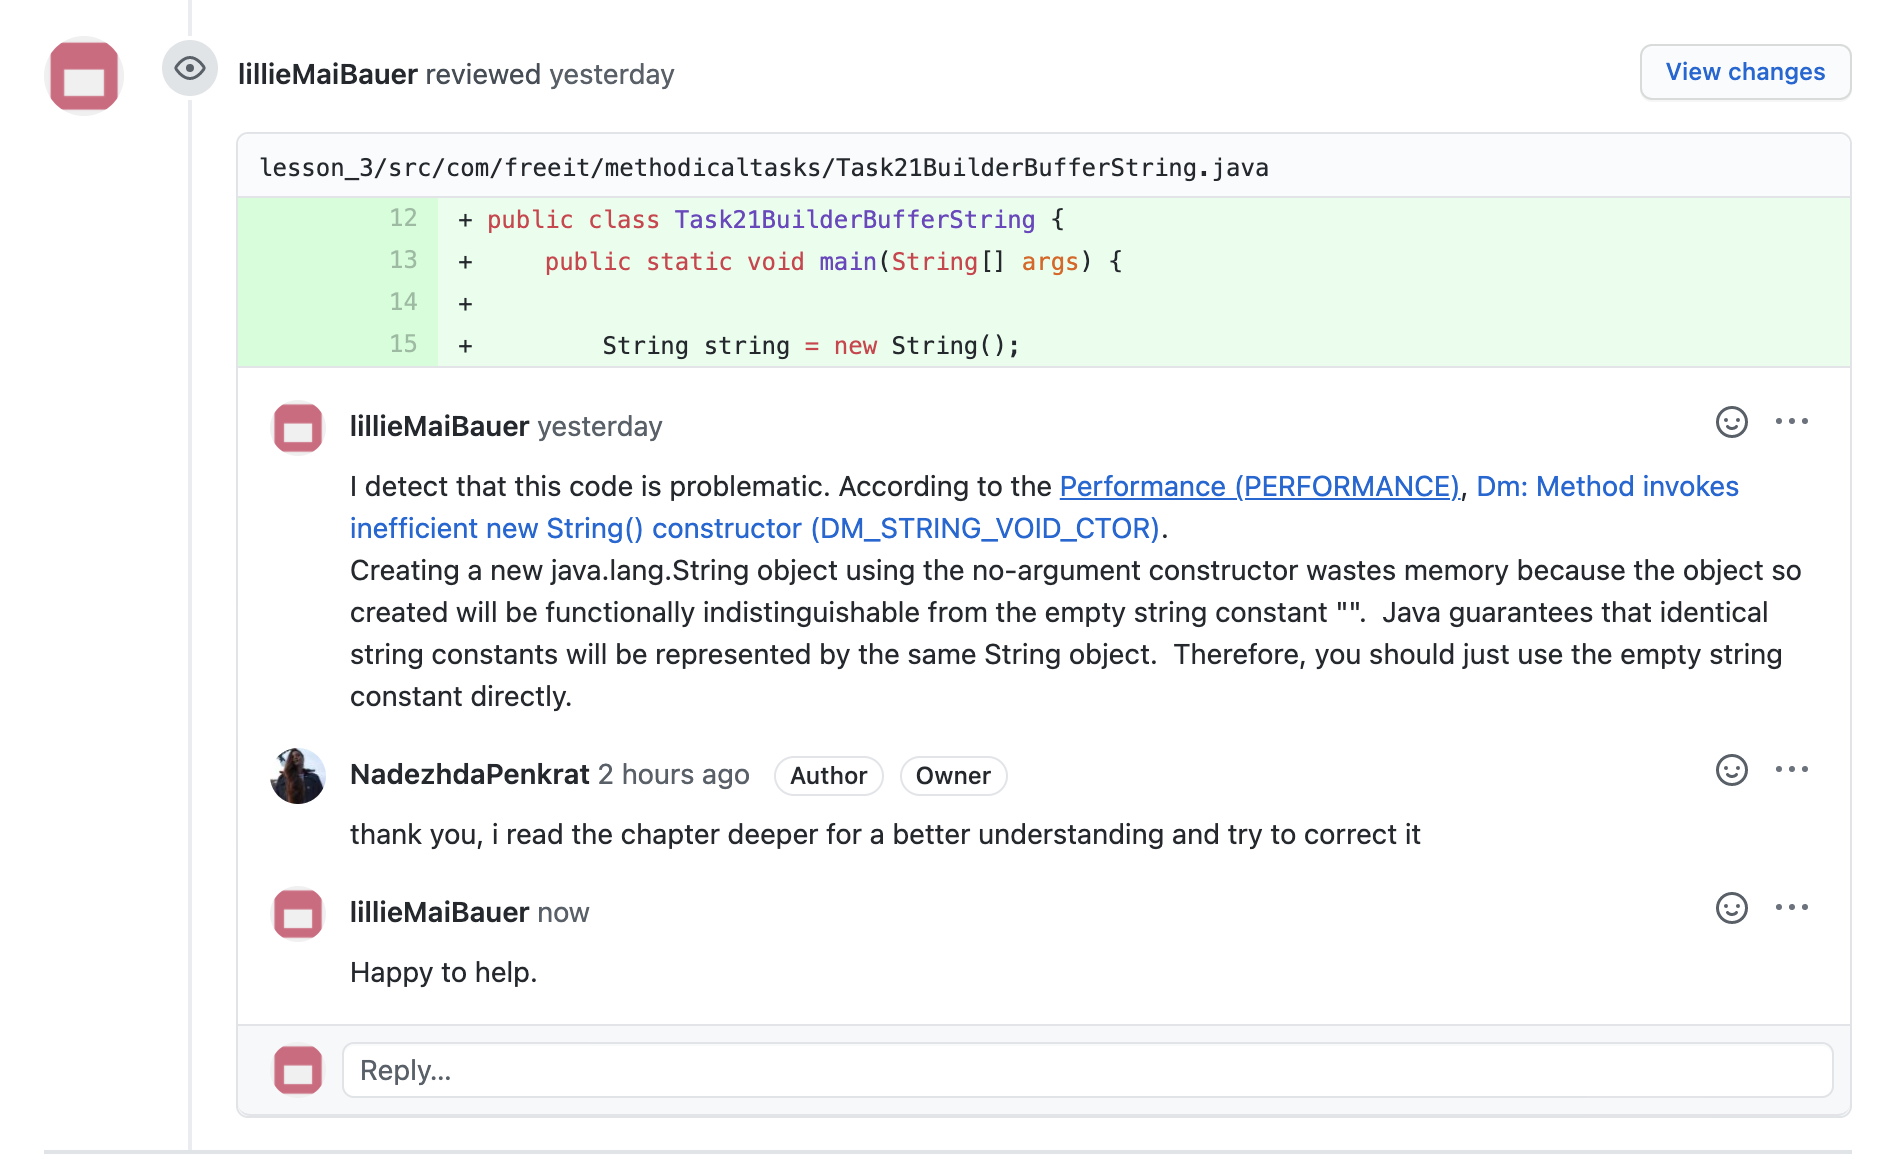 lillieMaiBauer reviewed yesterday
View changes
lesson_3/src/com/freeit/methodicaltasks/Task21BuilderBufferString.java
12 + public class Task21BuilderBufferString {
13 +     public static void main(String[] args) {
14 +
15 +         String string = new String();
lillieMaiBauer yesterday
I detect that this code is problematic. According to the Performance (PERFORMANCE), Dm: Method invokes
inefficient new String() constructor (DM_STRING_VOID_CTOR).
Creating a new java.lang.String object using the no-argument constructor wastes memory because the object so
created will be functionally indistinguishable from the empty string constant "".  Java guarantees that identical
string constants will be represented by the same String object.  Therefore, you should just use the empty string
constant directly.
NadezhdaPenkrat 2 hours ago Author Owner
thank you, i read the chapter deeper for a better understanding and try to correct it
lillieMaiBauer now
Happy to help.
Reply...